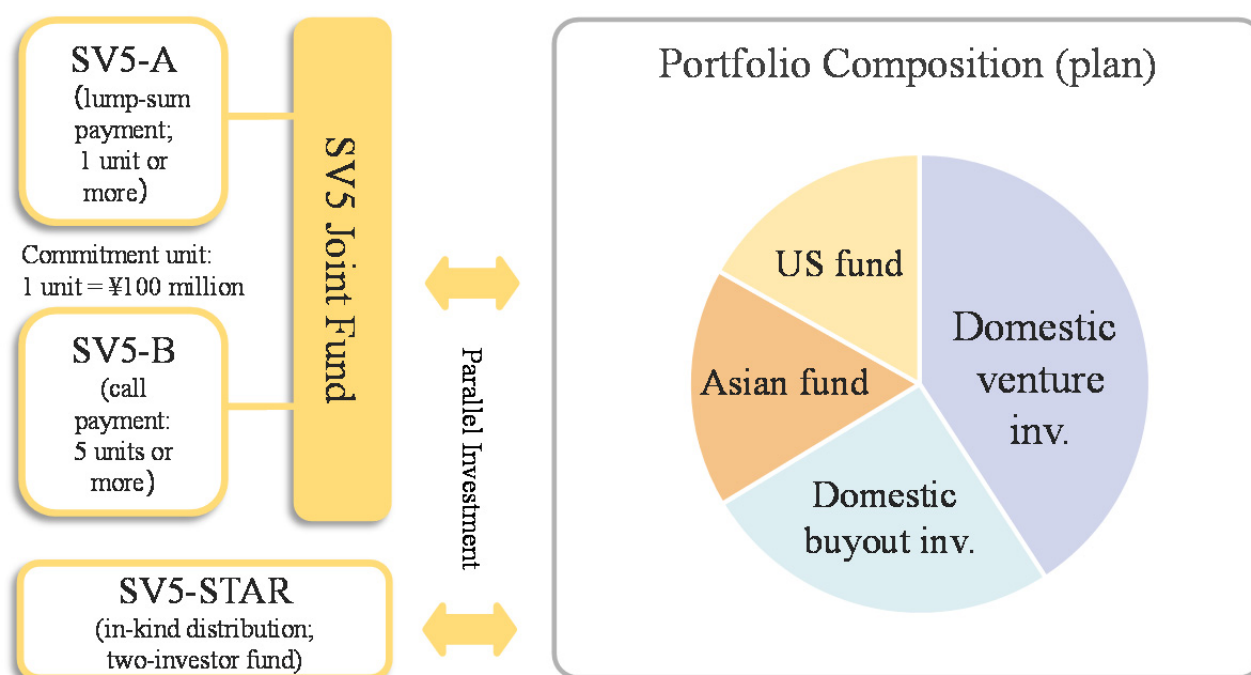 SV5-A
(lump-sum
payment;
1 unit or
more)
Commitment unit:
1 unit = ¥100 million
SV5-B
(call
payment:
5 units or
more)
SV5 Joint Fund
SV5-STAR
(in-kind distribution;
two-investor fund)
Parallel Investment
Portfolio Composition (plan)
US fund
Asian fund
Domestic
venture
inv.
Domestic
buyout inv.